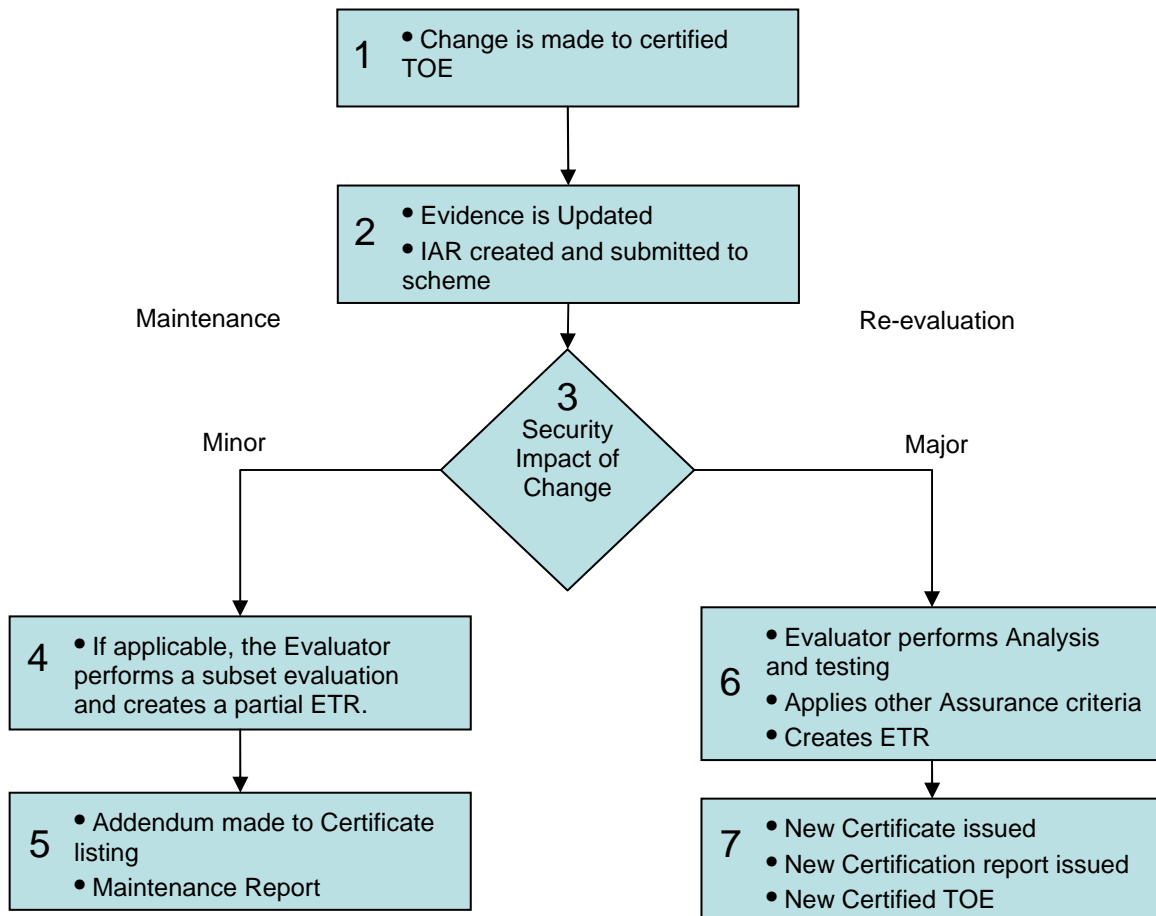 1
• Change is made to certified
TOE
2
• Evidence is Updated
• IAR created and submitted to
scheme
Maintenance
Re-evaluation
3
Security
Impact of
Change
Minor
Major
4
• If applicable, the Evaluator
performs a subset evaluation
and creates a partial ETR.
6
• Evaluator performs Analysis
and testing
• Applies other Assurance criteria
• Creates ETR
5
• Addendum made to Certificate
listing
• Maintenance Report
7
• New Certificate issued
• New Certification report issued
• New Certified TOE